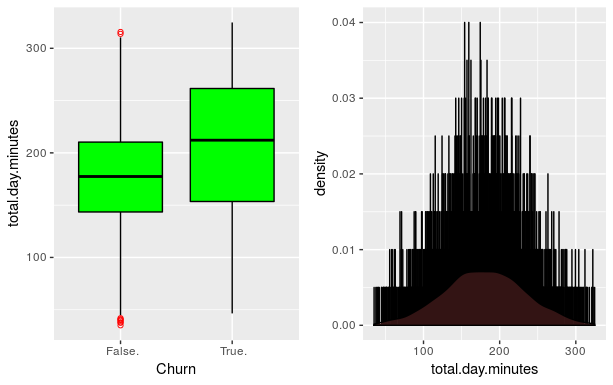 total.day.minutes
300
200
100
False.
True.
Churn
density
0.04
0.03
0.02
0.01
0.00
100
200
300
total.day.minutes